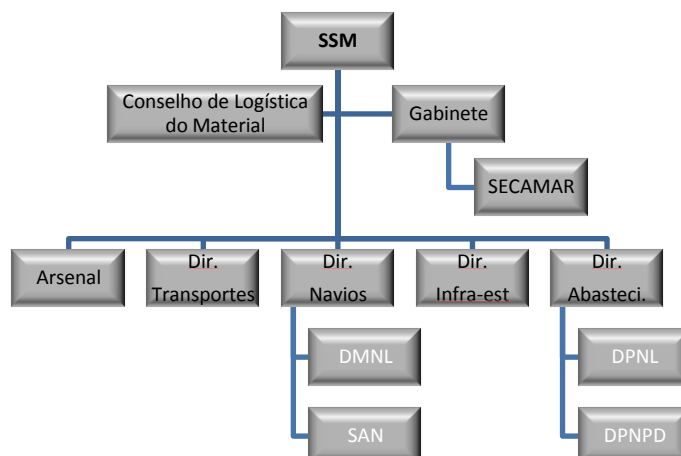 SSM
Conselho de Logística
do Material
Gabinete
SECAMAR
Arsenal
Dir.
Transportes
Dir.
Navios
Dir.
Infra-est
Dir.
Abasteci.
DMNL
DPNL
SAN
DPNPD